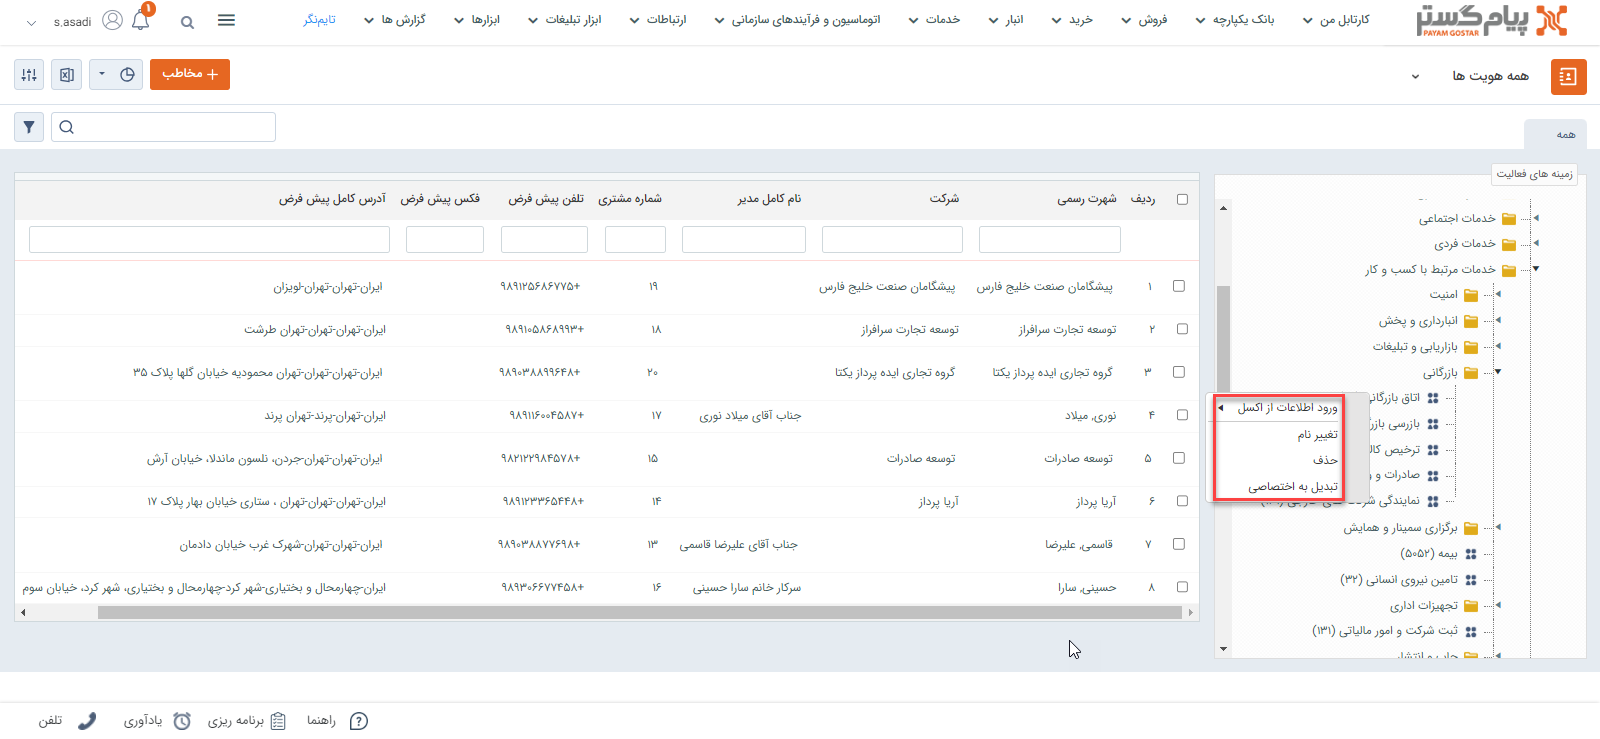 پیام گستر
PAYAM GOSTAR
کارتابل من
بانک یکپارچه
فروش
خرید
انبار
خدمات
اتوماسیون و فرآیندهای سازمانی
ارتباطات
ابزار تبلیغات
ابزارها
گزارش ها
تایم‌نگر
۱
s.asadi
همه هویت ها
+ مخاطب
همه
زمینه های فعالیت
خدمات اجتماعی
خدمات فردی
خدمات مرتبط با کسب و کار
امنیت
انبارداری و پخش
بازاریابی و تبلیغات
بازرگانی
اتاق بازرگانی
بازرسی
ترخیص
صادرات و
نمایندگی
برگزاری سمینار و همایش
بیمه (۵۰۵۲)
تامین نیروی انسانی (۳۲)
تجهیزات اداری
ثبت شرکت و امور مالیاتی (۱۳۱)
ورود اطلاعات از اکسل
تغییر نام
حذف
تبدیل به اختصاصی
ردیف شهرت رسمی شرکت نام کامل مدیر شماره مشتری تلفن پیش فرض فکس پیش فرض آدرس کامل پیش فرض
۱ پیشگامان صنعت خلیج فارس پیشگامان صنعت خلیج فارس ۱۹ +۹۸۹۱۲۵۶۸۶۷۷۵ ایران-تهران-تهران-لویزان
۲ توسعه تجارت سرافراز توسعه تجارت سرافراز ۱۸ +۹۸۹۱۰۵۸۶۸۹۹۳ ایران-تهران-تهران-تهران طرشت
۳ گروه تجاری ایده پرداز یکتا گروه تجاری ایده پرداز یکتا ۲۰ +۹۸۹۰۳۸۸۹۹۶۴۸ ایران-تهران-تهران-تهران محمودیه خیابان گلها پلاک ۳۵
۴ نوری, میلاد جناب آقای میلاد نوری ۱۷ +۹۸۹۱۱۶۰۰۴۵۸۷ ایران-تهران-پرند-تهران پرند
۵ توسعه صادرات توسعه صادرات ۱۵ +۹۸۲۱۲۲۹۸۴۵۷۸ ایران-تهران-تهران-جردن، نلسون ماندلا، خیابان آرش
۶ آریا پرداز آریا پرداز ۱۴ +۹۸۹۱۲۳۳۶۵۴۴۸ ایران-تهران-تهران-تهران ، ستاری خیابان بهار پلاک ۱۷
۷ قاسمی, علیرضا جناب آقای علیرضا قاسمی ۱۳ +۹۸۹۰۳۸۸۷۷۶۹۸ ایران-تهران-تهران-شهرک غرب خیابان دادمان
۸ حسینی, سارا سرکار خانم سارا حسینی ۱۶ +۹۸۹۳۰۶۶۷۷۴۵۸ ایران-چهارمحال و بختیاری-شهر کرد-چهارمحال و بختیاری، شهر کرد، خیابان سوم
راهنما
برنامه ریزی
یادآوری
تلفن